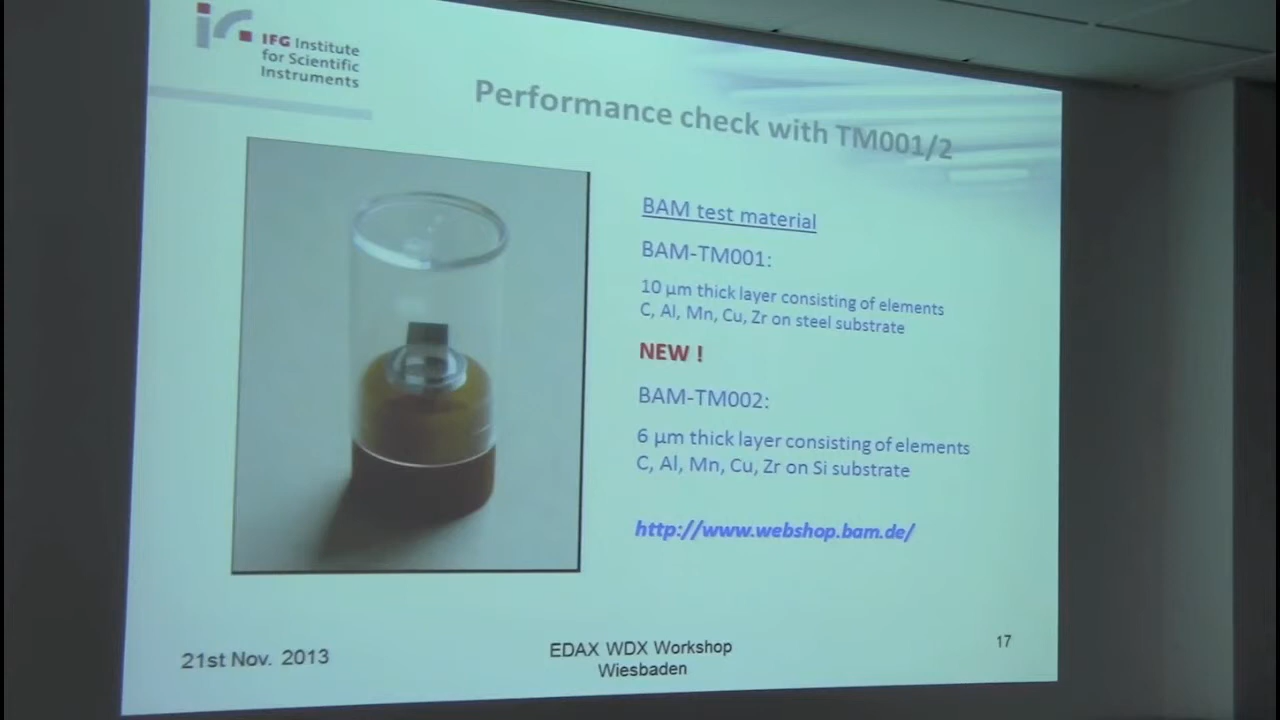 IFG Institute
for Scientific
Instruments
Performance check with TM001/2
BAM test material
BAM-TM001:
10 µm thick layer consisting of elements
C, Al, Mn, Cu, Zr on steel substrate
NEW !
BAM-TM002:
6 µm thick layer consisting of elements
C, Al, Mn, Cu, Zr on Si substrate
http://www.webshop.bam.de/
21st Nov. 2013
EDAX WDX Workshop
Wiesbaden
17